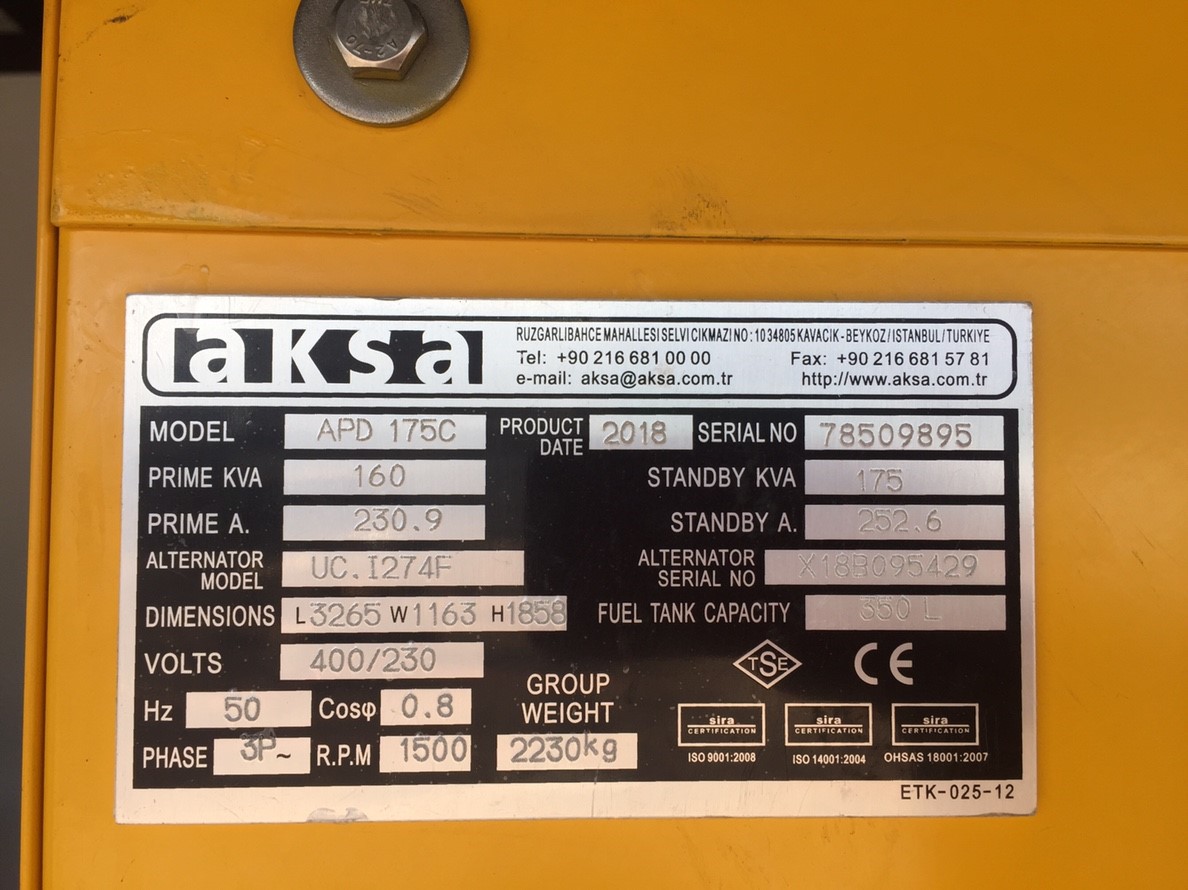 A2-70
aksa
RUZGARLIBAHCE MAHALLESI SELVI CIKMAZI NO : 10 34805 KAVACIK - BEYKOZ / ISTANBUL / TURKIYE
Tel: +90 216 681 00 00 Fax: +90 216 681 57 81
e-mail: aksa@aksa.com.tr http://www.aksa.com.tr
MODEL APD 175C PRODUCT DATE 2018 SERIAL NO 78509895
PRIME KVA 160 STANDBY KVA 175
PRIME A. 230.9 STANDBY A. 252.6
ALTERNATOR MODEL UC.I274F ALTERNATOR SERIAL NO X18B095429
DIMENSIONS L3265 W1163 H1858 FUEL TANK CAPACITY 350 L
VOLTS 400/230 TSE CE
Hz 50 Cosφ 0.8 GROUP WEIGHT
PHASE 3P~ R.P.M 1500 2230kg
sira CERTIFICATION sira CERTIFICATION sira CERTIFICATION
ISO 9001:2008 ISO 14001:2004 OHSAS 18001:2007
ETK-025-12